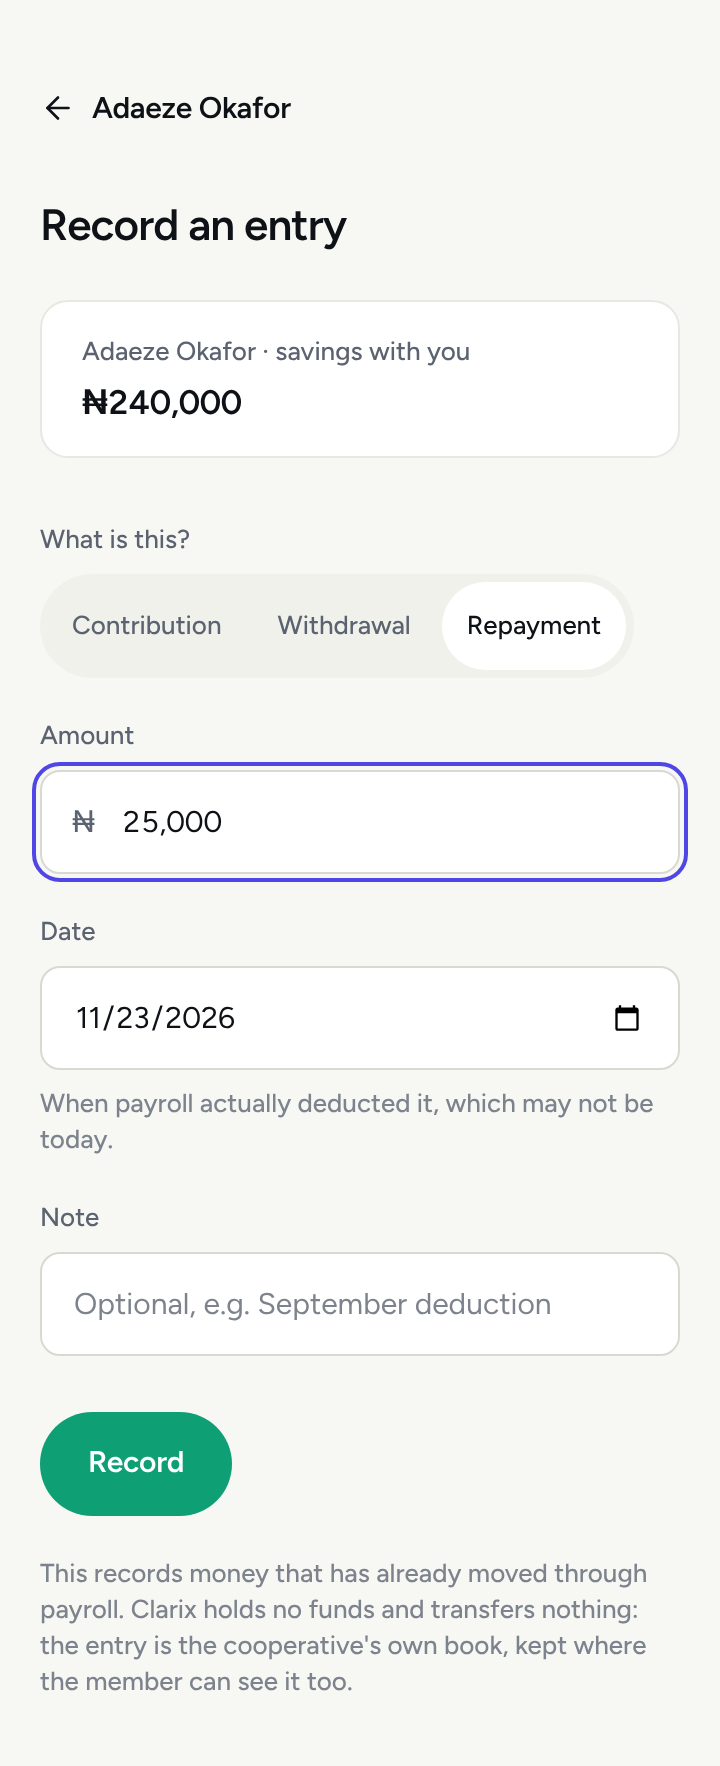 Adaeze Okafor
Record an entry
Adaeze Okafor · savings with you
₦240,000
What is this?
Contribution Withdrawal Repayment
Amount
₦ 25,000
Date
11/23/2026
When payroll actually deducted it, which may not be
today.
Note
Optional, e.g. September deduction
Record
This records money that has already moved through
payroll. Clarix holds no funds and transfers nothing:
the entry is the cooperative's own book, kept where
the member can see it too.